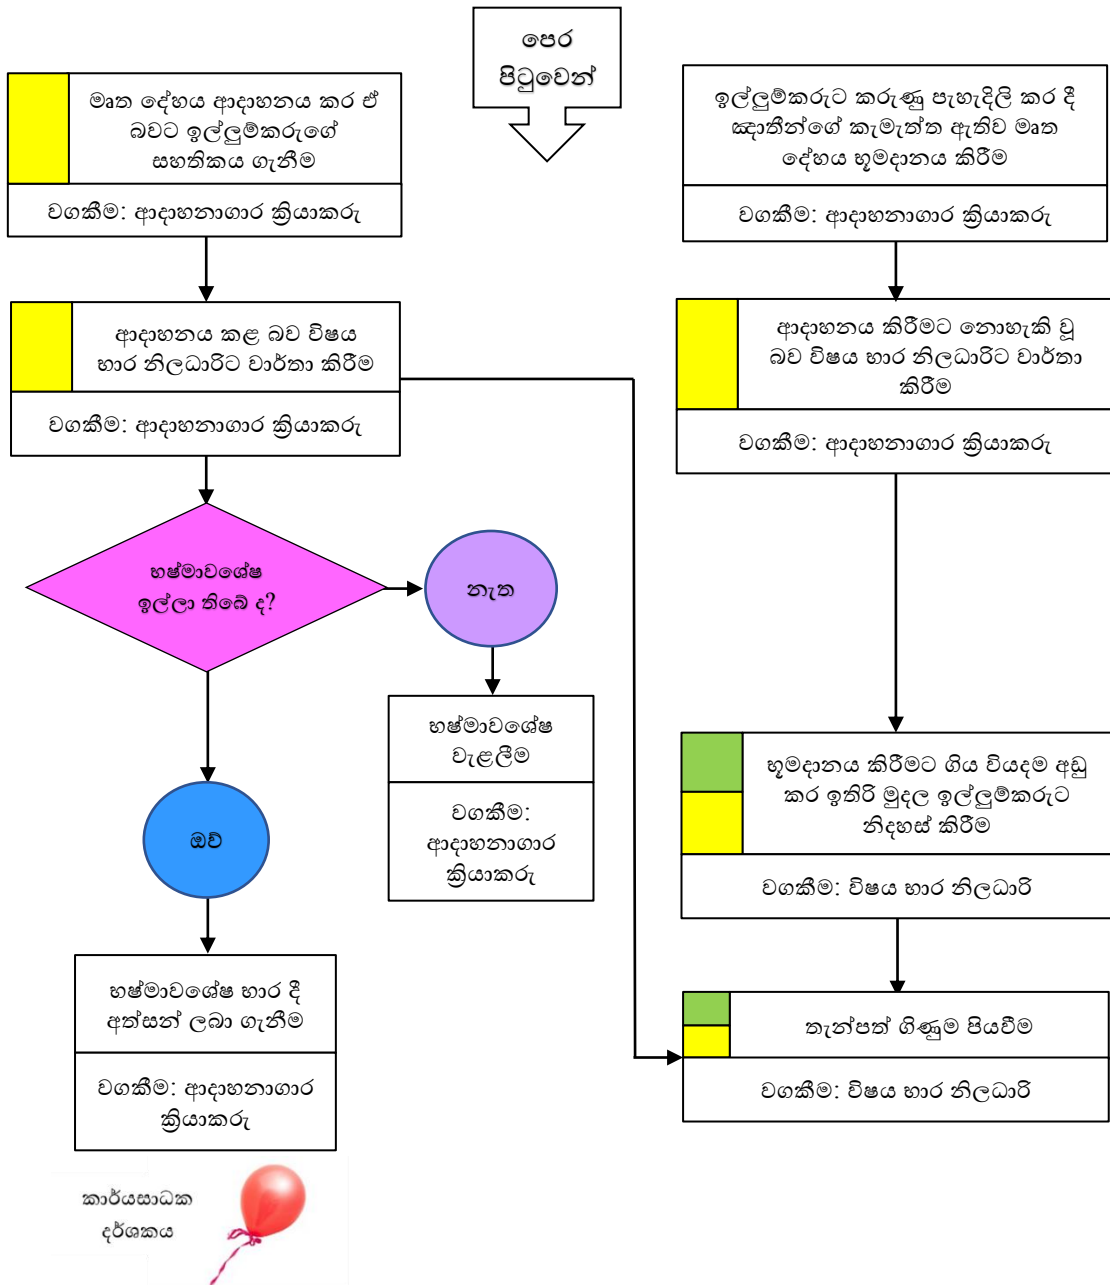 පෙර
පිටුවෙන්
මෘත දේහය ආදාහනය කර ඒ
බවට ඉල්ලුම්කරුගේ
සහතිකය ගැනීම
වගකීම: ආදාහනාගාර ක්‍රියාකරු
ආදාහනය කළ බව විෂය
භාර නිලධාරිට වාර්තා කිරීම
වගකීම: ආදාහනාගාර ක්‍රියාකරු
භෂ්මාවශේෂ
ඉල්ලා තිබේ ද?
නැත
භෂ්මාවශේෂ
වැළලීම
වගකීම:
ආදාහනාගාර
ක්‍රියාකරු
ඔව්
භෂ්මාවශේෂ භාර දී
අත්සන් ලබා ගැනීම
වගකීම: ආදාහනාගාර
ක්‍රියාකරු
ඉල්ලුම්කරුට කරුණු පැහැදිලි කර දී
ඤාතීන්ගේ කැමැත්ත ඇතිව මෘත
දේහය භූමදානය කිරීම
වගකීම: ආදාහනාගාර ක්‍රියාකරු
ආදාහනය කිරීමට නොහැකි වූ
බව විෂය භාර නිලධාරිට වාර්තා
කිරීම
වගකීම: ආදාහනාගාර ක්‍රියාකරු
භූමදානය කිරීමට ගිය වියදම අඩු
කර ඉතිරි මුදල ඉල්ලුම්කරුට
නිදහස් කිරීම
වගකීම: විෂය භාර නිලධාරි
තැන්පත් ගිණුම පියවීම
වගකීම: විෂය භාර නිලධාරි
කාර්යසාධක
දර්ශකය